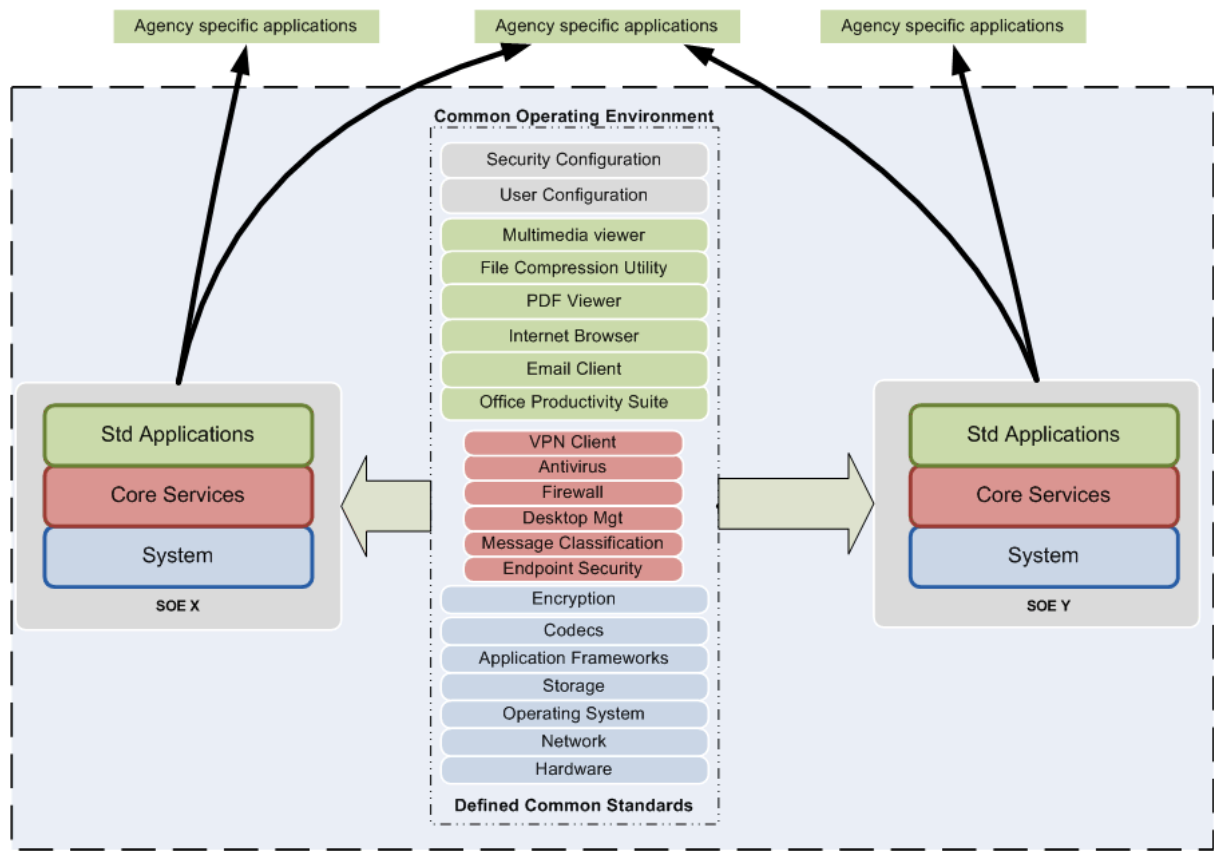 Agency specific applications
Agency specific applications
Agency specific applications
Common Operating Environment
Security Configuration
User Configuration
Multimedia viewer
File Compression Utility
PDF Viewer
Internet Browser
Email Client
Office Productivity Suite
VPN Client
Antivirus
Firewall
Desktop Mgt
Message Classification
Endpoint Security
Encryption
Codecs
Application Frameworks
Storage
Operating System
Network
Hardware
Defined Common Standards
Std Applications
Core Services
System
SOE X
Std Applications
Core Services
System
SOE Y